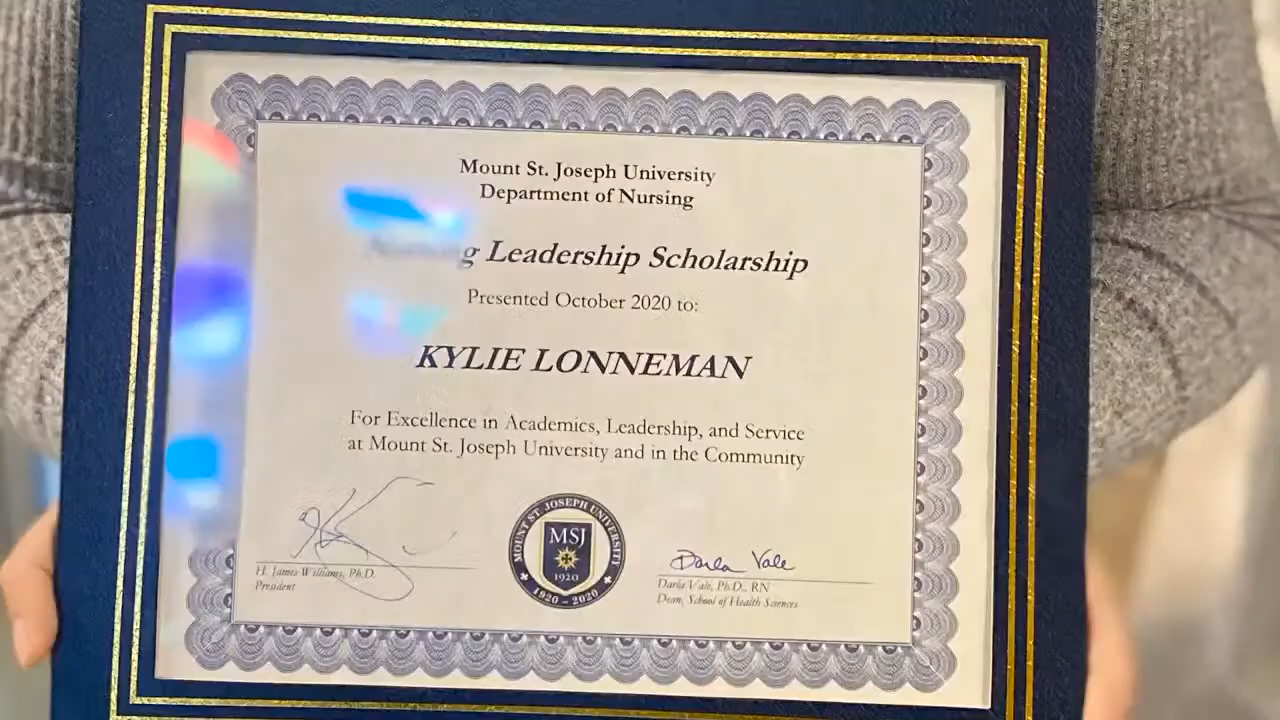 Mount St. Joseph University
Department of Nursing
g Leadership Scholarship
Presented October 2020 to:
KYLIE LONNEMAN
For Excellence in Academics, Leadership, and Service
at Mount St. Joseph University and in the Community
H. James Williams, Ph.D.
President
MOUNT ST. JOSEPH UNIVERSITY
MSJ
1920
1920 – 2020
Darla Vale
Darla Vale, Ph.D., RN
Dean, School of Health Sciences